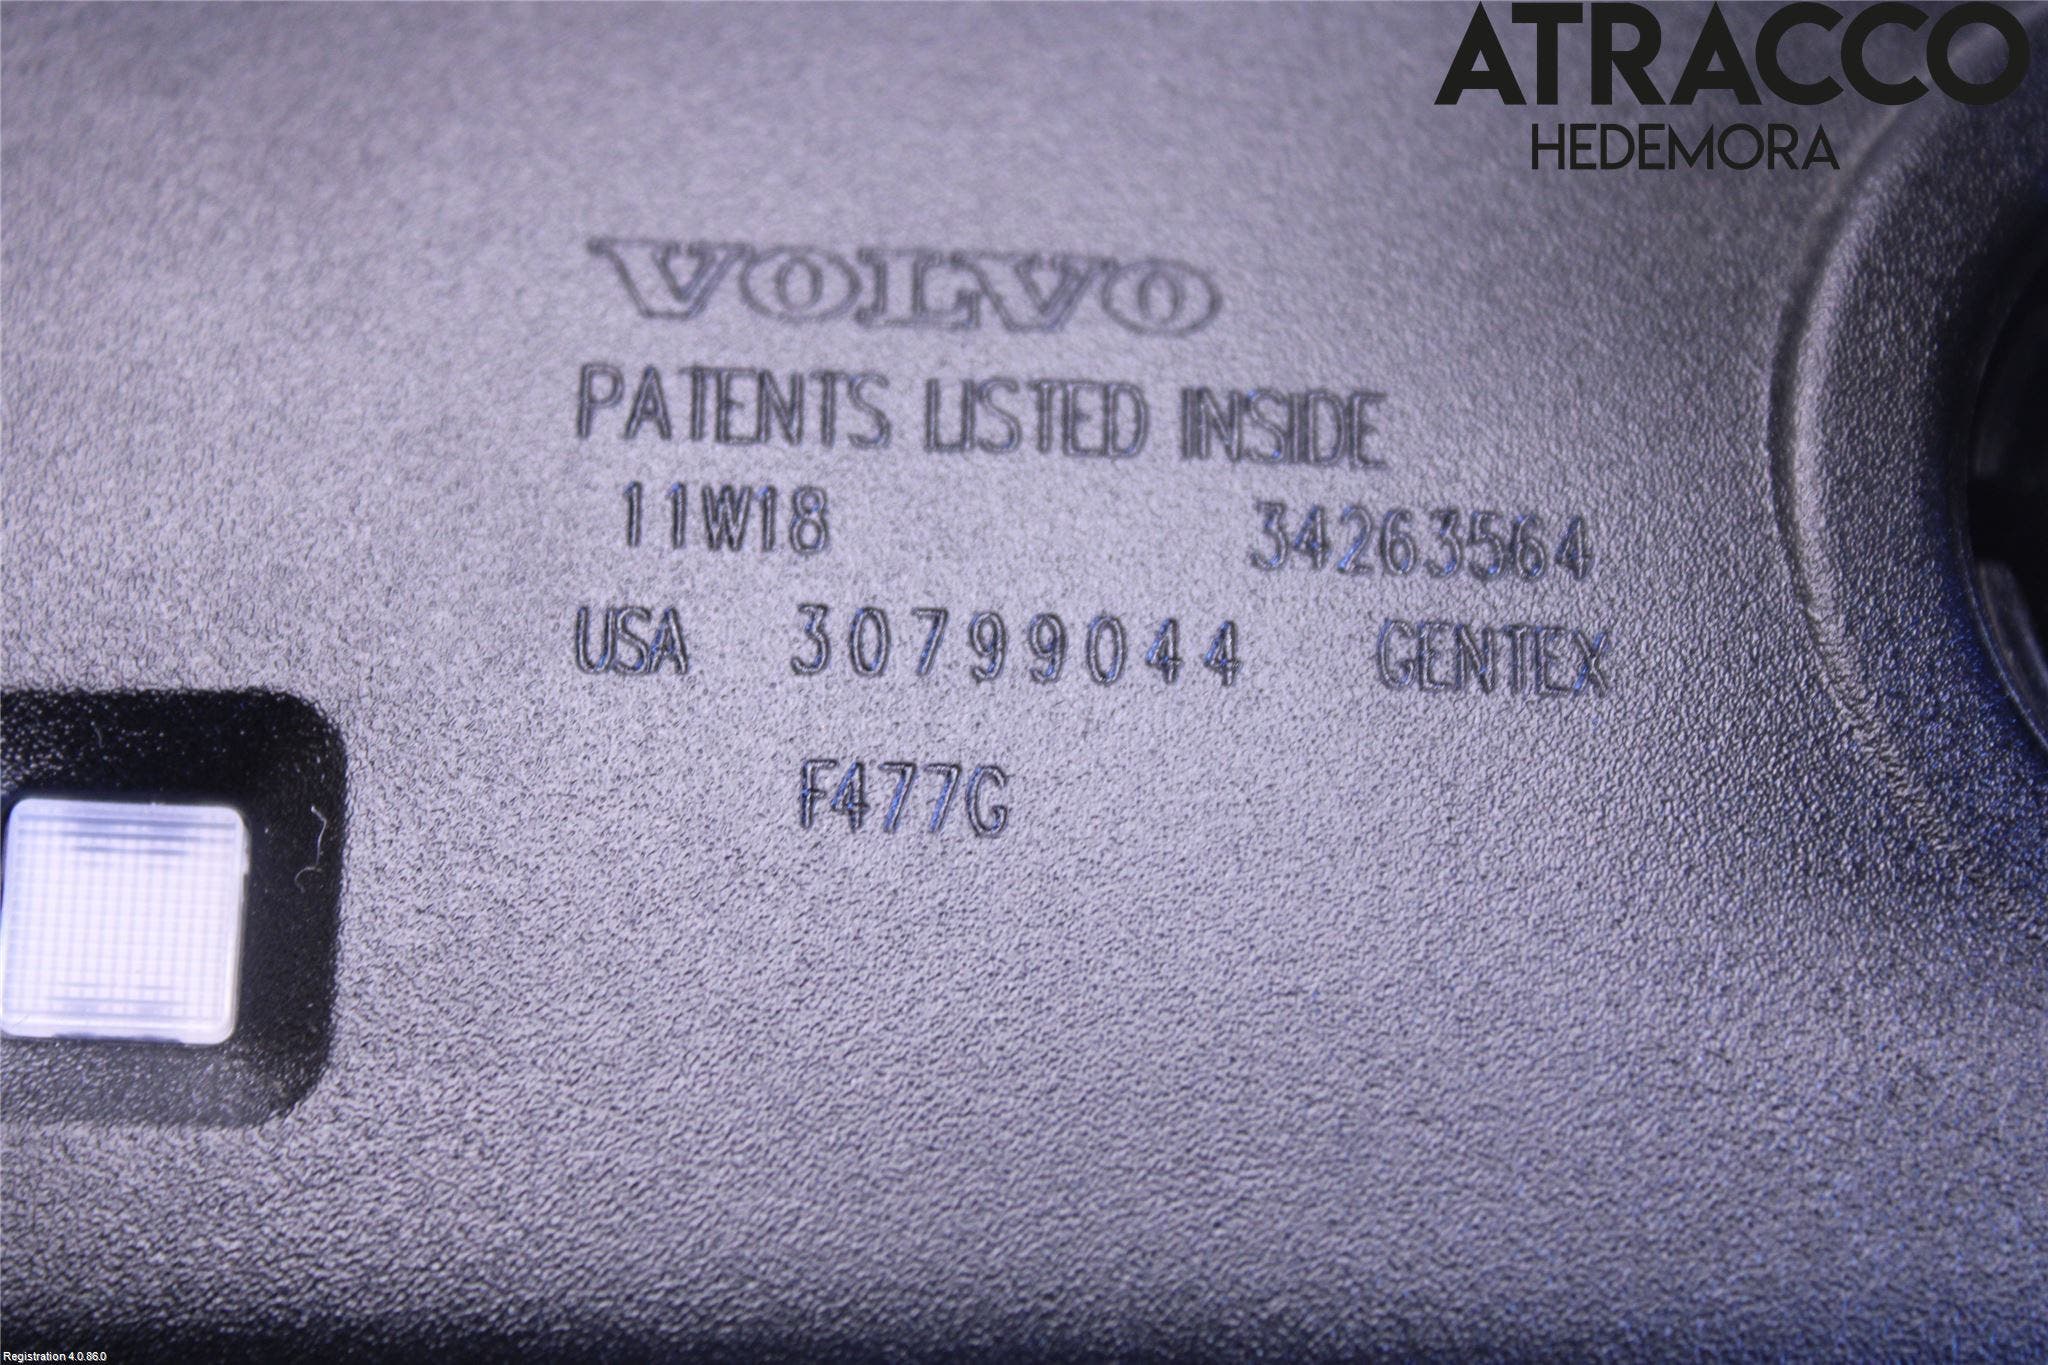 ATRACCO
HEDEMORA
VOLVO
PATENTS LISTED INSIDE
11W18 34263564
USA 30799044 GENTEX
F477G
Registration 4.0.86.0